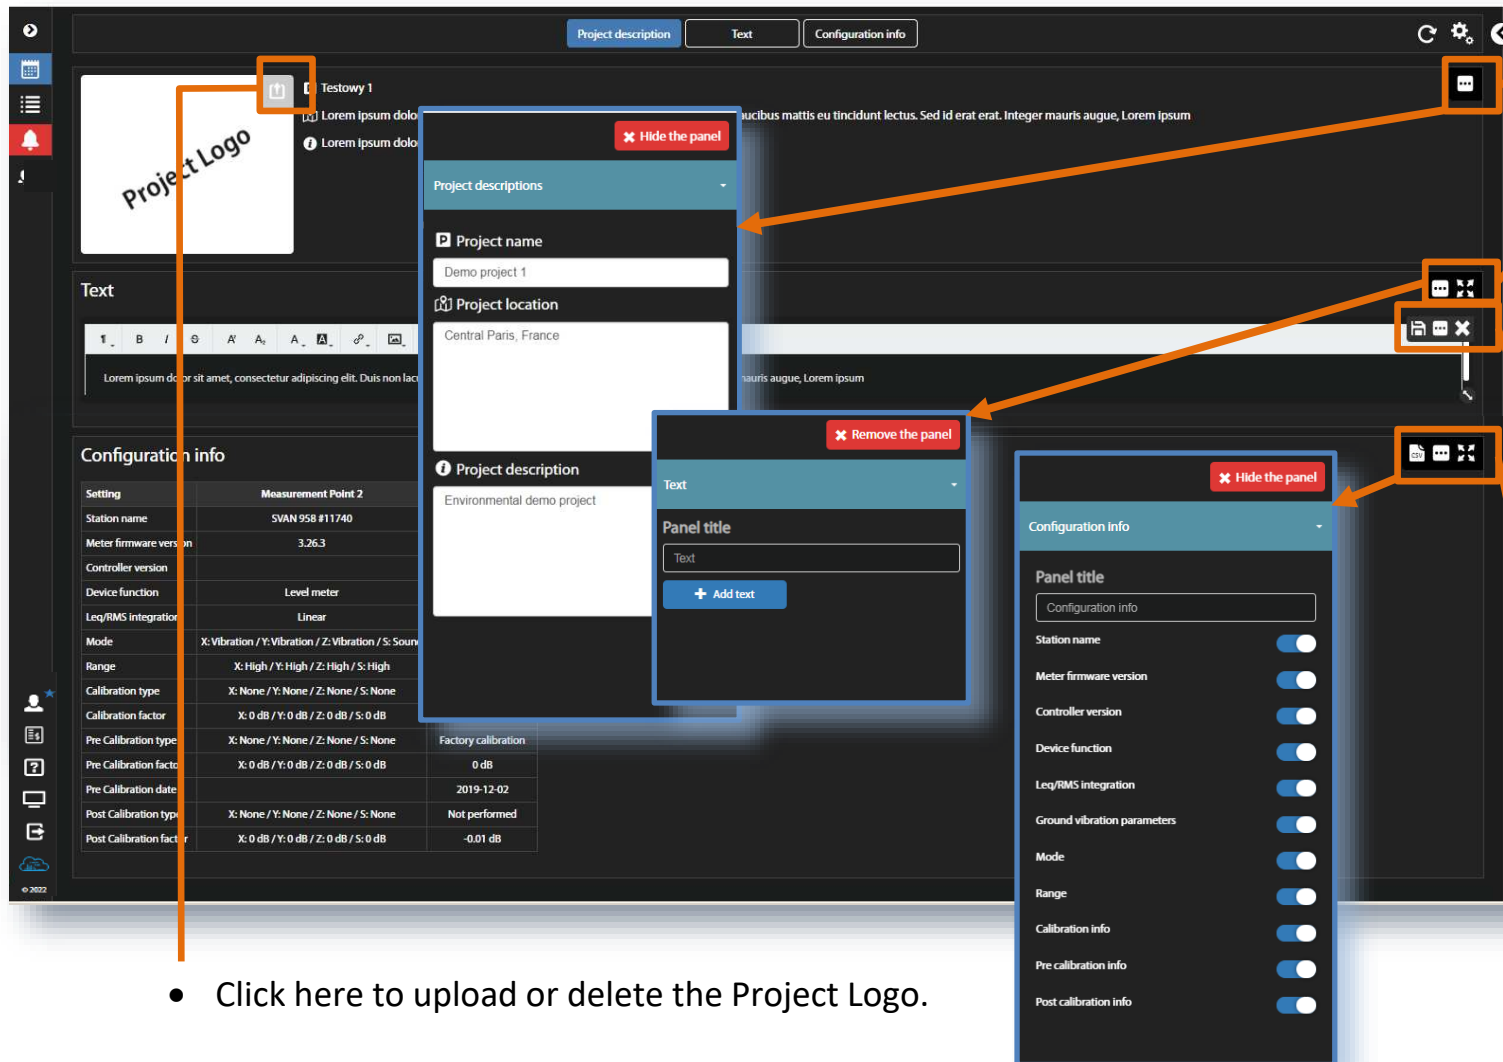 Project description
Text
Configuration info
Project Logo
Testowy 1
Lorem ipsum dolo
ucibus mattis eu tincidunt lectus. Sed id erat erat. Integer mauris augue, Lorem ipsum
Lorem ipsum dolo
✖ Hide the panel
Project descriptions
P Project name
Demo project 1
Project location
Central Paris, France
Project description
Environmental demo project
Text
B I S
Lorem ipsum dolor sit amet, consectetur adipiscing elit. Duis non lacu
auris augue, Lorem ipsum
✖ Remove the panel
Text
Panel title
Text
+ Add text
Configuration info
CSV
Setting Measurement Point 2
Station name SVAN 958 #11740
Meter firmware version 3.26.3
Controller version
Device function Level meter
Leq/RMS integration Linear
Mode X: Vibration / Y: Vibration / Z: Vibration / S: Soun
Range X: High / Y: High / Z: High / S: High
Calibration type X: None / Y: None / Z: None / S: None
Calibration factor X: 0 dB / Y: 0 dB / Z: 0 dB / S: 0 dB
Pre Calibration type X: None / Y: None / Z: None / S: None Factory calibration
Pre Calibration facto X: 0 dB / Y: 0 dB / Z: 0 dB / S: 0 dB 0 dB
Pre Calibration date 2019-12-02
Post Calibration typ X: None / Y: None / Z: None / S: None Not performed
Post Calibration factor X: 0 dB / Y: 0 dB / Z: 0 dB / S: 0 dB -0.01 dB
© 2022
✖ Hide the panel
Configuration info
Panel title
Configuration info
Station name
Meter firmware version
Controller version
Device function
Leq/RMS integration
Ground vibration parameters
Mode
Range
Calibration info
Pre calibration info
Post calibration info
• Click here to upload or delete the Project Logo.